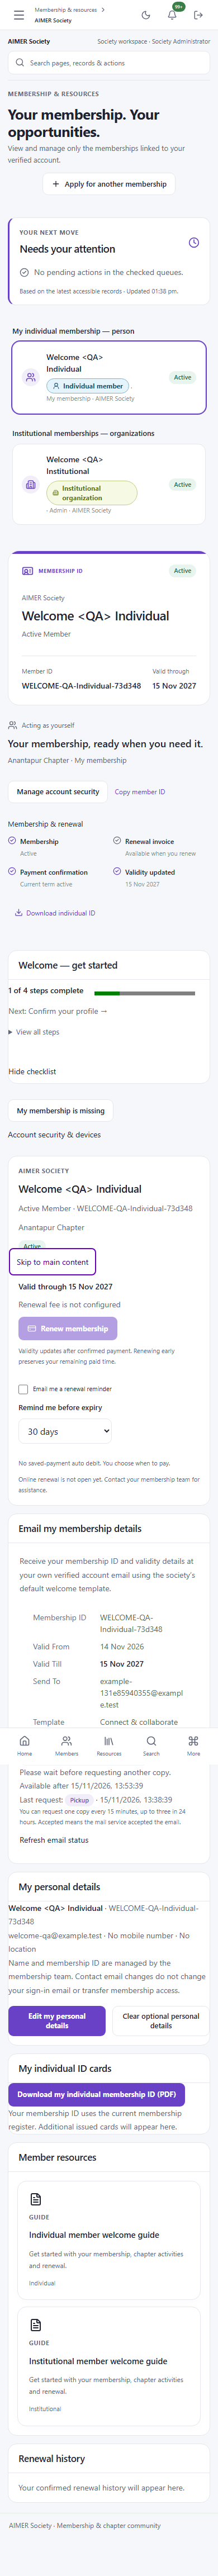 Membership & resources
AIMER Society
99+
AIMER Society
Society workspace · Society Administrator
Search pages, records & actions
MEMBERSHIP & RESOURCES
Your membership. Your
opportunities.
View and manage only the memberships linked to your
verified account.
Apply for another membership
YOUR NEXT MOVE
Needs your attention
No pending actions in the checked queues.
Based on the latest accessible records · Updated 01:38 pm.
My individual membership — person
Welcome <QA>
Individual
Individual member ·
My membership · AIMER Society
Active
Institutional memberships — organizations
Welcome <QA>
Institutional
Institutional
organization
· Admin · AIMER Society
Active
MEMBERSHIP ID
Active
AIMER Society
Welcome <QA> Individual
Active Member
Member ID
Valid through
WELCOME-QA-Individual-73d348
15 Nov 2027
Acting as yourself
Your membership, ready when you need it.
Anantapur Chapter · My membership
Manage account security
Copy member ID
Membership & renewal
Membership
Active
Renewal invoice
Available when you renew
Payment confirmation
Current term active
Validity updated
15 Nov 2027
Download individual ID
Welcome — get started
1 of 4 steps complete
Next: Confirm your profile →
View all steps
Hide checklist
My membership is missing
Account security & devices
AIMER SOCIETY
Welcome <QA> Individual
Active Member · WELCOME-QA-Individual-73d348
Anantapur Chapter
Active
Skip to main content
Valid through 15 Nov 2027
Renewal fee is not configured
Renew membership
Validity updates after confirmed payment. Renewing early
preserves your remaining paid time.
Email me a renewal reminder
Remind me before expiry
30 days
No saved-payment auto debit. You choose when to pay.
Online renewal is not open yet. Contact your membership team for
assistance.
Email my membership details
Receive your membership ID and validity details at
your own verified account email using the society's
default welcome template.
Membership ID
WELCOME-QA-
Individual-73d348
Valid From
14 Nov 2026
Valid Till
15 Nov 2027
Send To
example-
131e85940355@exampl
e.test
Template
Connect & collaborate
Home
Members
Resources
Search
More
Please wait before requesting another copy.
Available after 15/11/2026, 13:53:39
Last request: Pickup · 15/11/2026, 13:38:39
You can request one copy every 15 minutes, up to three in 24
hours. Accepted means the mail service accepted the email.
Refresh email status
My personal details
Welcome <QA> Individual · WELCOME-QA-Individual-
73d348
welcome-qa@example.test · No mobile number · No
location
Name and membership ID are managed by the
membership team. Contact email changes do not change
your sign-in email or transfer membership access.
Edit my personal
details
Clear optional personal
details
My individual ID cards
Download my individual membership ID (PDF)
Your membership ID uses the current membership
register. Additional issued cards will appear here.
Member resources
GUIDE
Individual member welcome guide
Get started with your membership, chapter activities
and renewal.
Individual
GUIDE
Institutional member welcome guide
Get started with your membership, chapter activities
and renewal.
Institutional
Renewal history
Your confirmed renewal history will appear here.
AIMER Society · Membership & chapter community